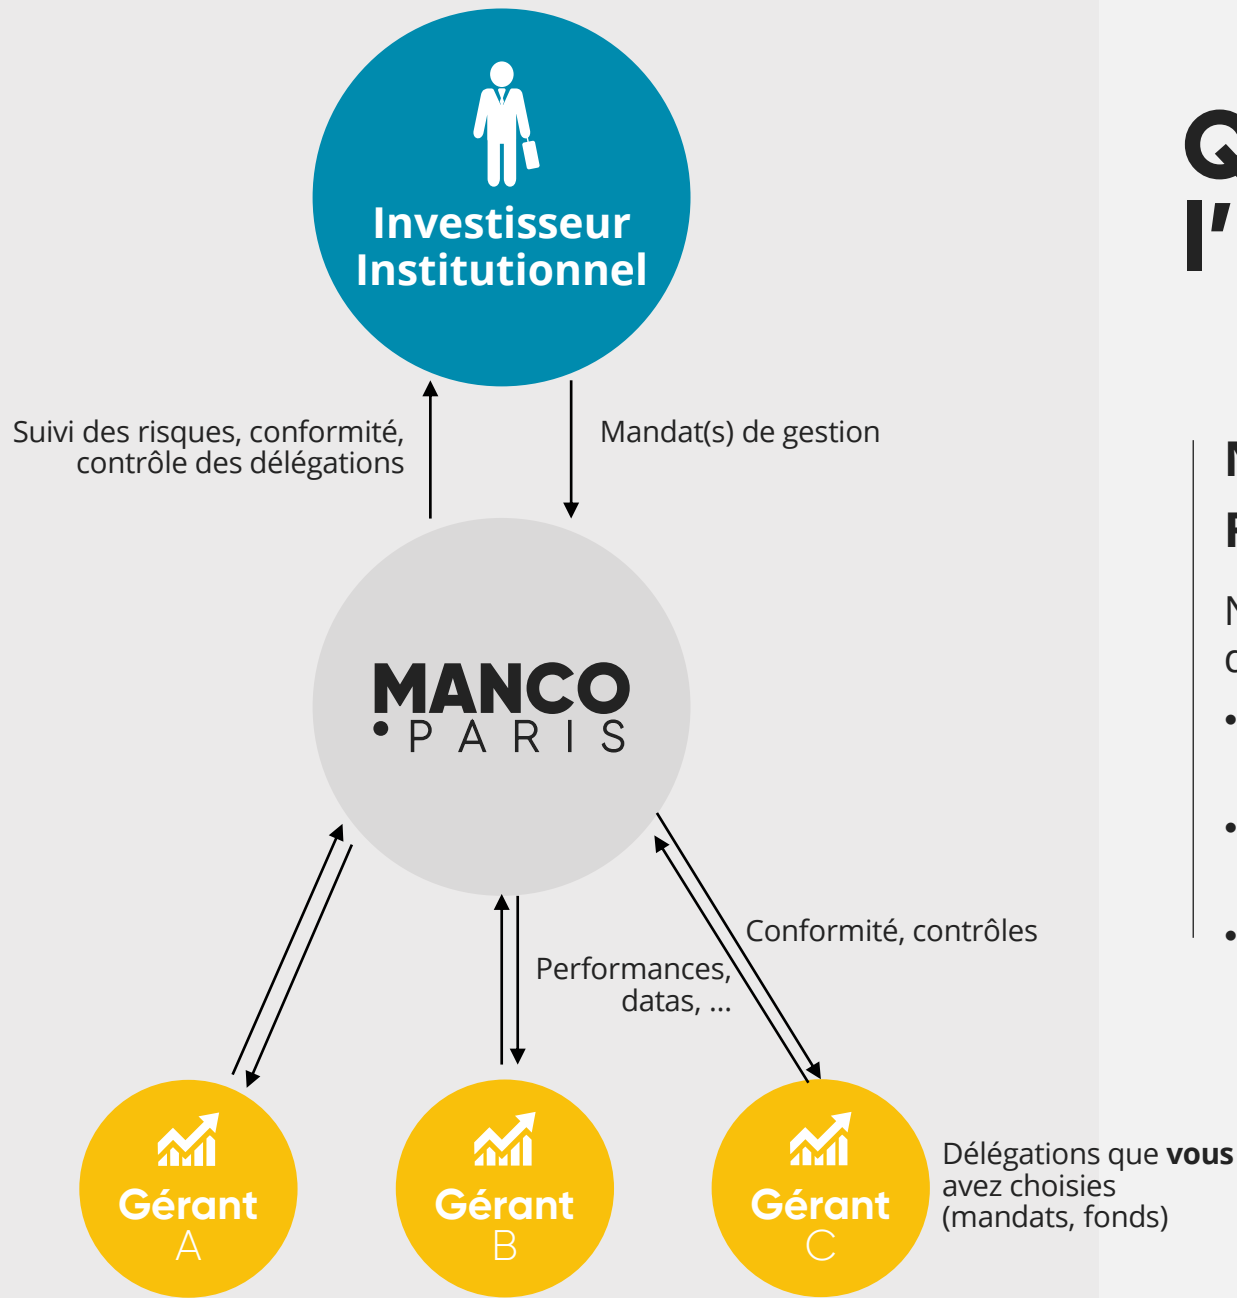 Investisseur
Institutionnel
Suivi des risques, conformité,
contrôle des délégations
Mandat(s) de gestion
MANCO
•PARIS
Conformité, contrôles
Performances,
datas, ...
Gérant
A
Gérant
B
Gérant
C
Délégations que vous
avez choisies
(mandats, fonds)
l'